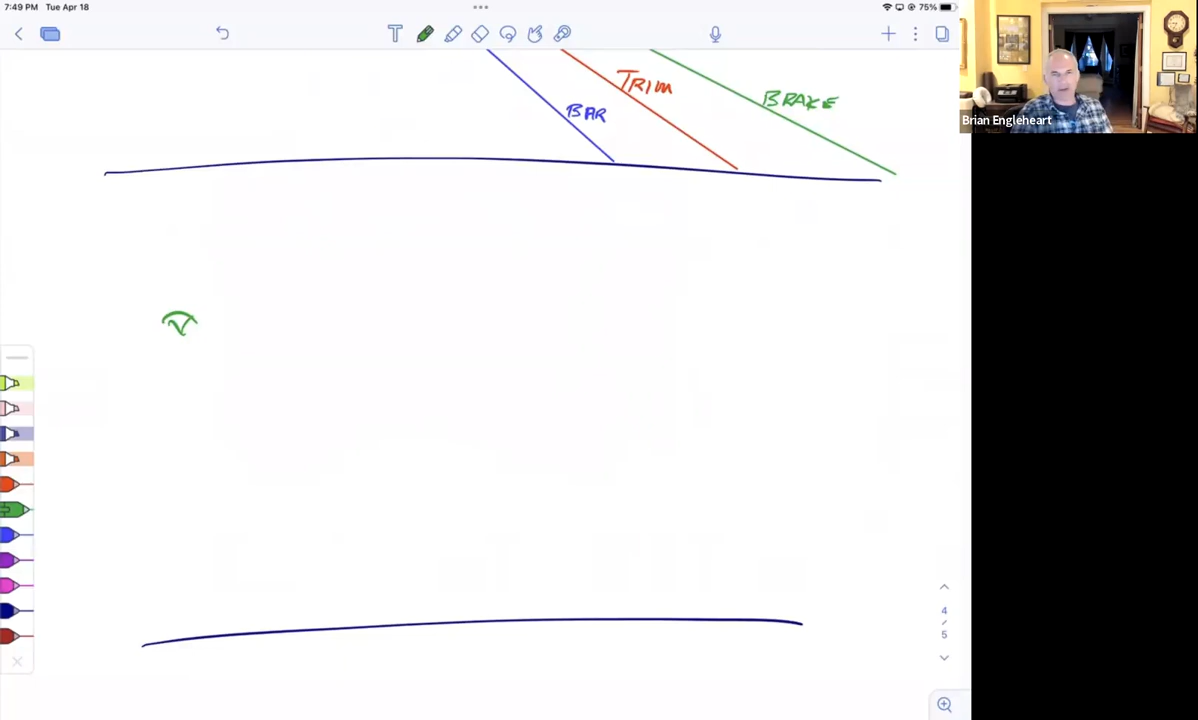 7:49 PM Tue Apr 18
75%
T
TRIM
BRAKE
BAR
Brian Engleheart
4
/
5